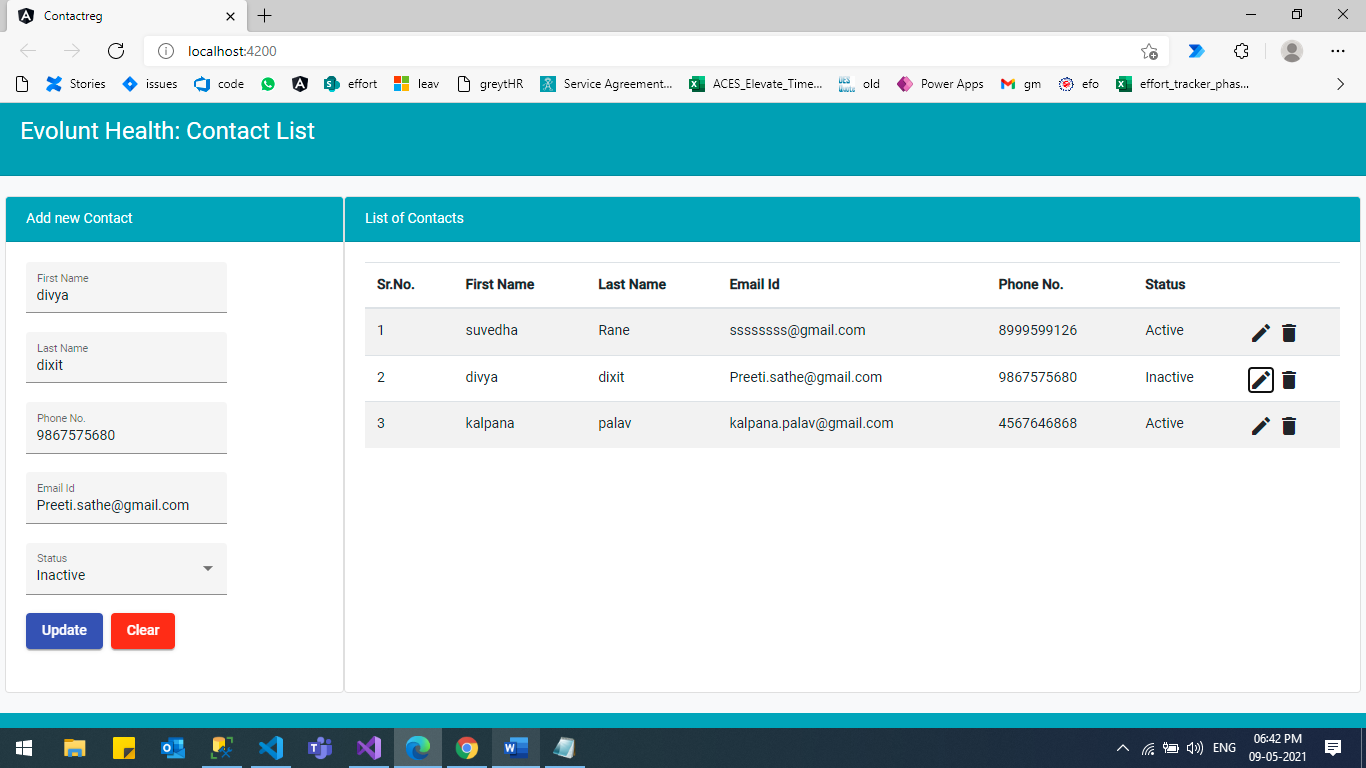 Contactreg
localhost:4200
Stories issues code effort leav greytHR Service Agreement... ACES_Elevate_Time... old Power Apps gm efo effort_tracker_phas...
Evolunt Health: Contact List
Add new Contact
List of Contacts
First Name
divya
Last Name
dixit
Phone No.
9867575680
Email Id
Preeti.sathe@gmail.com
Status
Inactive
Update Clear
Sr.No. First Name Last Name Email Id Phone No. Status
1 suvedha Rane ssssssss@gmail.com 8999599126 Active
2 divya dixit Preeti.sathe@gmail.com 9867575680 Inactive
3 kalpana palav kalpana.palav@gmail.com 4567646868 Active
ENG
06:42 PM
09-05-2021